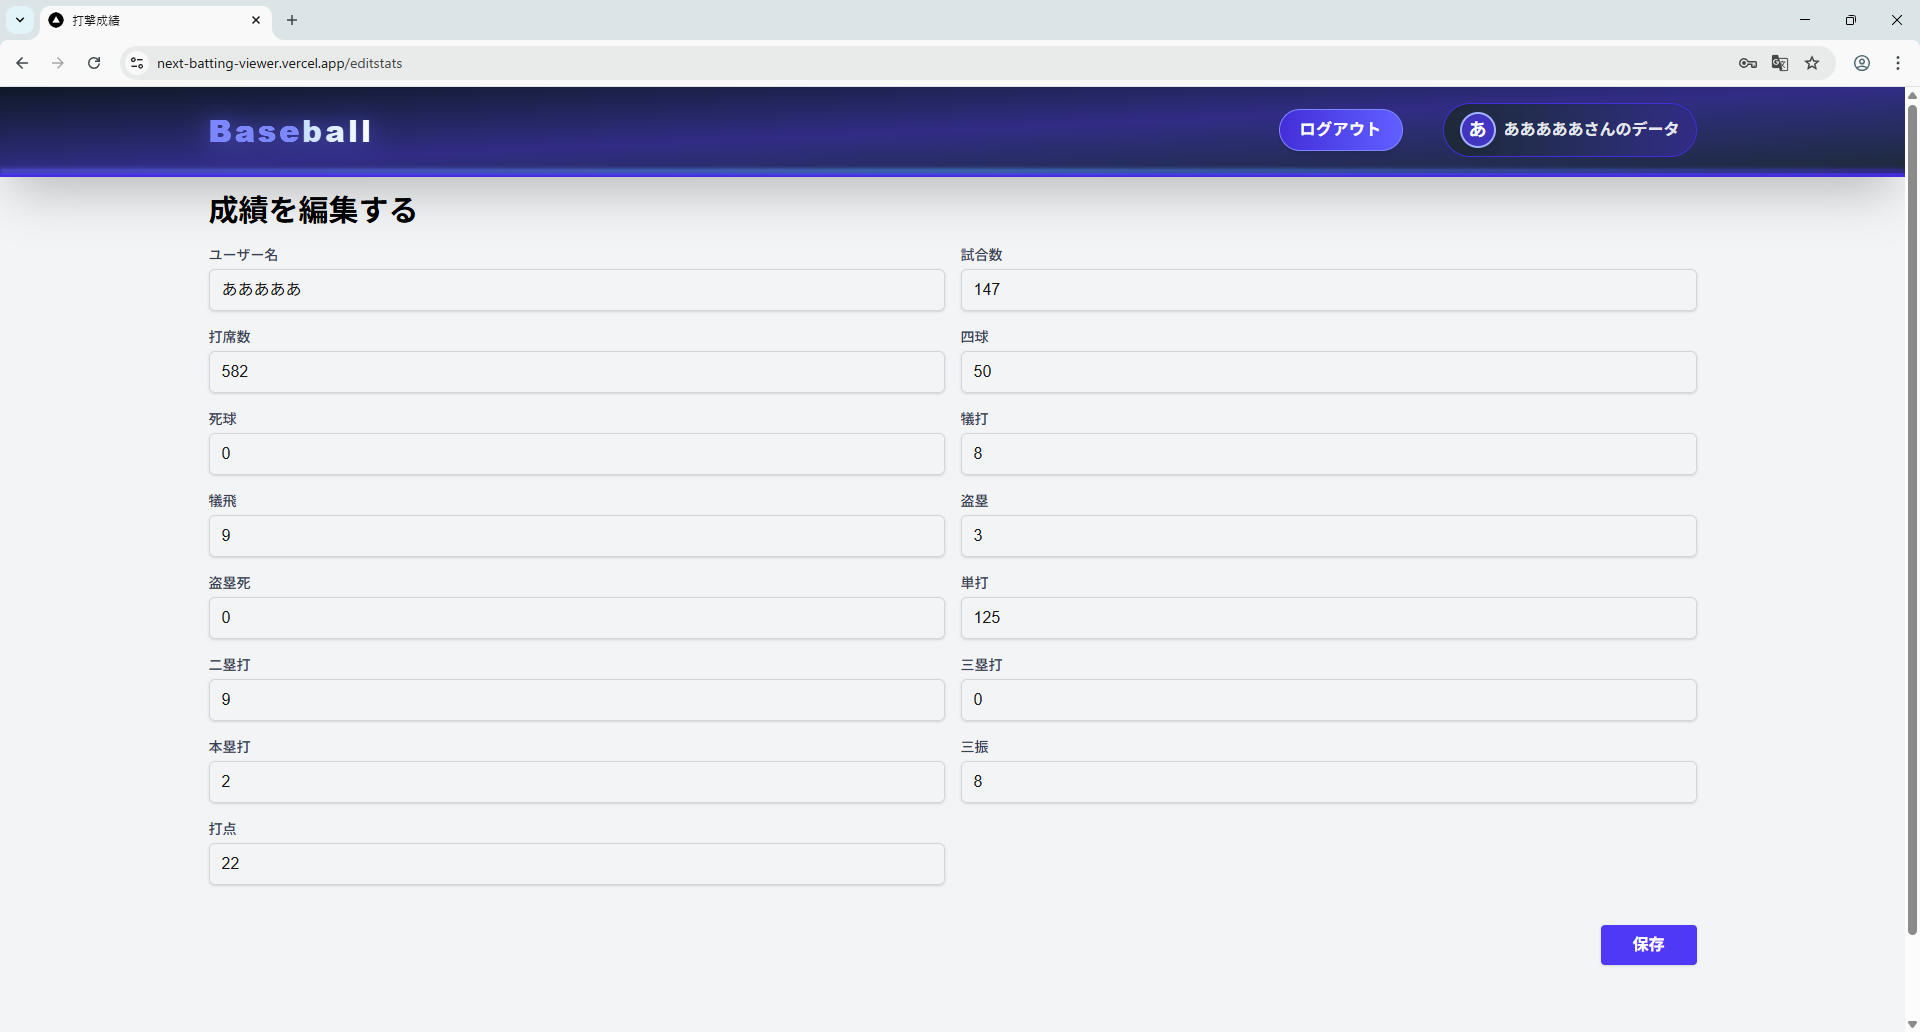 打撃成績
next-batting-viewer.vercel.app/editstats
Baseball
ログアウト
あ
あああああさんのデータ
成績を編集する
ユーザー名
試合数
あああああ
147
打席数
四球
582
50
死球
犠打
0
8
犠飛
盗塁
9
3
盗塁死
単打
0
125
二塁打
三塁打
9
0
本塁打
三振
2
8
打点
22
保存